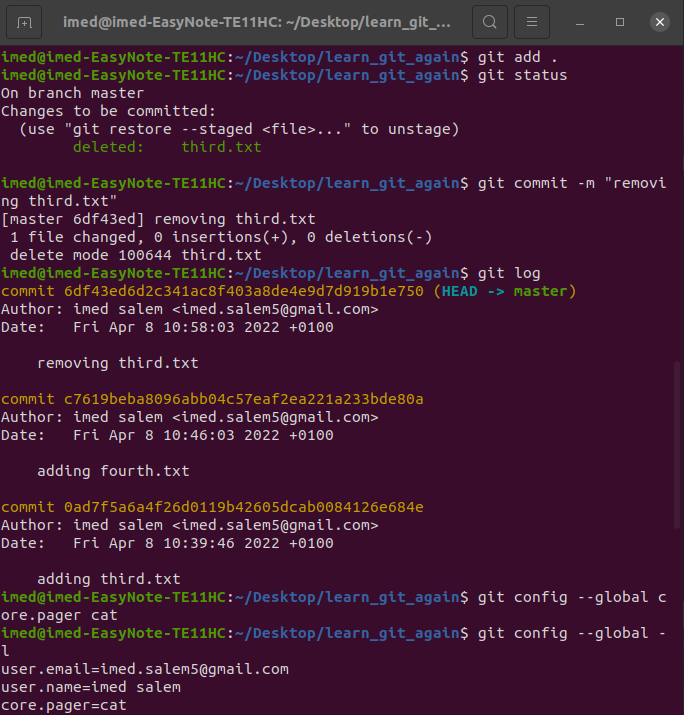 imed@imed-EasyNote-TE11HC: ~/Desktop/learn_git_...
imed@imed-EasyNote-TE11HC:~/Desktop/learn_git_again$ git add .
imed@imed-EasyNote-TE11HC:~/Desktop/learn_git_again$ git status
On branch master
Changes to be committed:
  (use "git restore --staged <file>..." to unstage)
        deleted:    third.txt

imed@imed-EasyNote-TE11HC:~/Desktop/learn_git_again$ git commit -m "removi
ng third.txt"
[master 6df43ed] removing third.txt
 1 file changed, 0 insertions(+), 0 deletions(-)
 delete mode 100644 third.txt
imed@imed-EasyNote-TE11HC:~/Desktop/learn_git_again$ git log
commit 6df43ed6d2c341ac8f403a8de4e9d7d919b1e750 (HEAD -> master)
Author: imed salem <imed.salem5@gmail.com>
Date:   Fri Apr 8 10:58:03 2022 +0100

    removing third.txt

commit c7619beba8096abb04c57eaf2ea221a233bde80a
Author: imed salem <imed.salem5@gmail.com>
Date:   Fri Apr 8 10:46:03 2022 +0100

    adding fourth.txt

commit 0ad7f5a6a4f26d0119b42605dcab0084126e684e
Author: imed salem <imed.salem5@gmail.com>
Date:   Fri Apr 8 10:39:46 2022 +0100

    adding third.txt
imed@imed-EasyNote-TE11HC:~/Desktop/learn_git_again$ git config --global c
ore.pager cat
imed@imed-EasyNote-TE11HC:~/Desktop/learn_git_again$ git config --global -
l
user.email=imed.salem5@gmail.com
user.name=imed salem
core.pager=cat